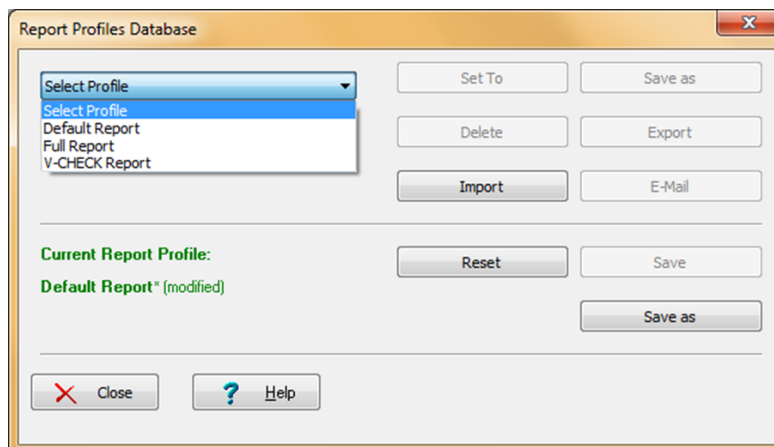 Report Profiles Database
X
Select Profile
Select Profile
Default Report
Full Report
V-CHECK Report
Set To
Save as
Delete
Export
Import
E-Mail
Current Report Profile:
Default Report* (modified)
Reset
Save
Save as
Close
? Help